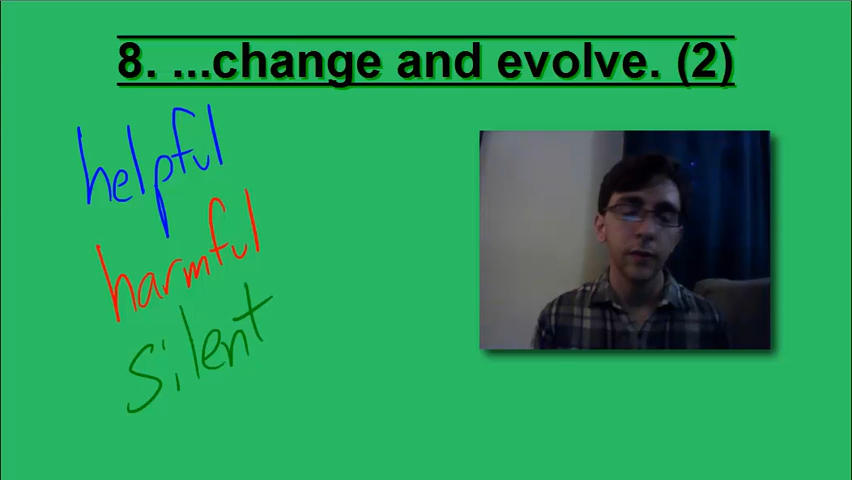 8. ...change and evolve. (2)
helpful
harmful
silent